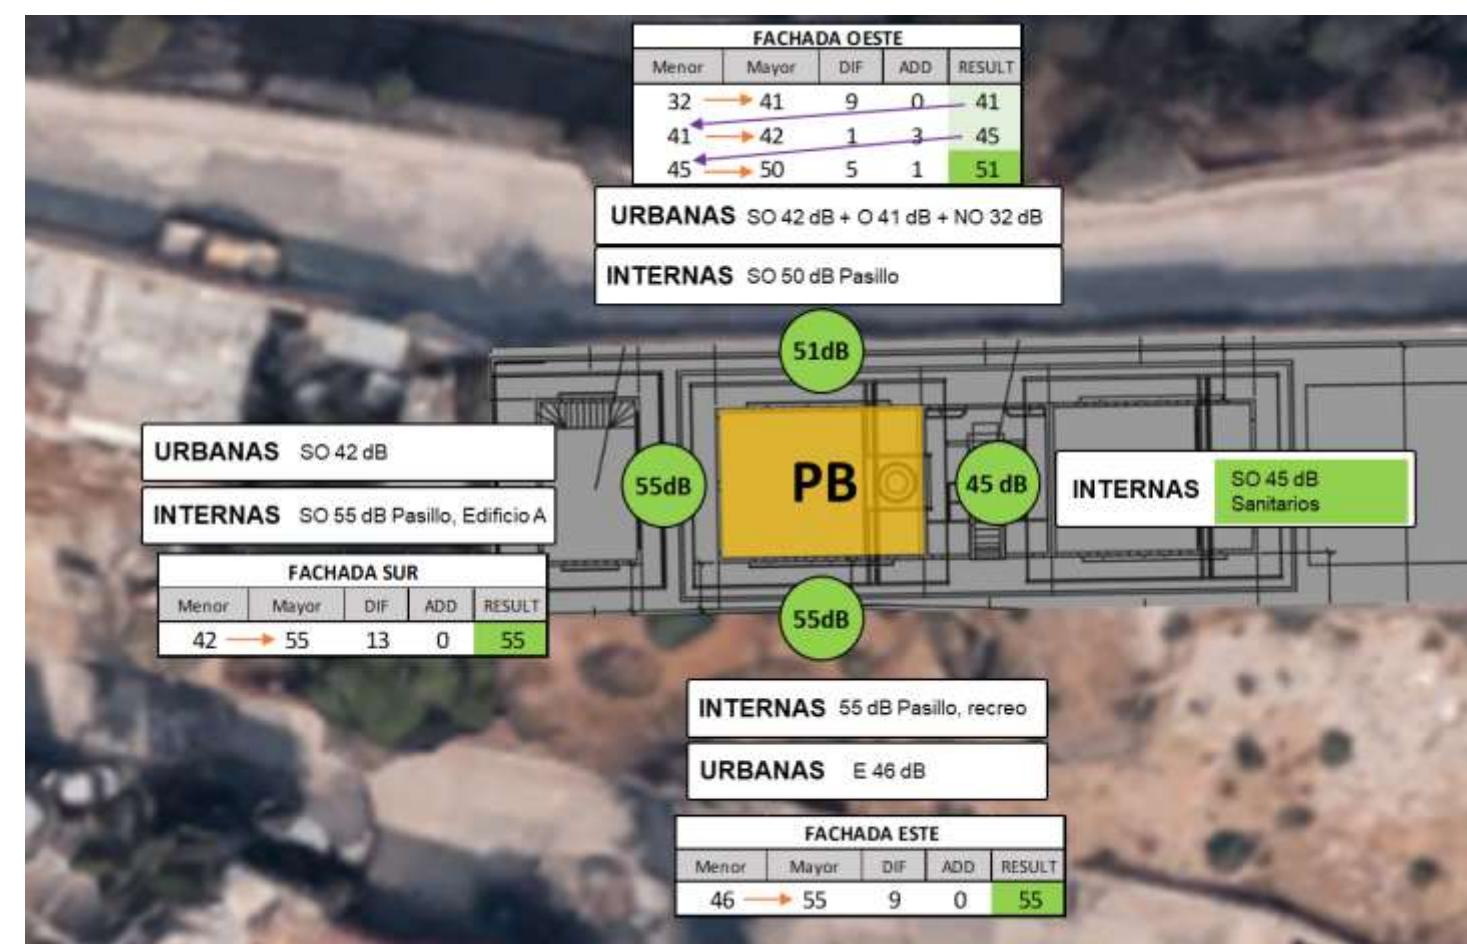 FACHADA OESTE
Menor Mayor DIF ADD RESULT
32 41 9 0 41
41 42 1 3 45
45 50 5 1 51
URBANAS SO 42 dB + O 41 dB + NO 32 dB
INTERNAS SO 50 dB Pasillo
51dB
URBANAS SO 42 dB
INTERNAS SO 55 dB Pasillo, Edificio A
FACHADA SUR
Menor Mayor DIF ADD RESULT
42 55 13 0 55
55dB
PB
45 dB
INTERNAS SO 45 dB
Sanitarios
55dB
INTERNAS 55 dB Pasillo, recreo
URBANAS E 46 dB
FACHADA ESTE
Menor Mayor DIF ADD RESULT
46 55 9 0 55